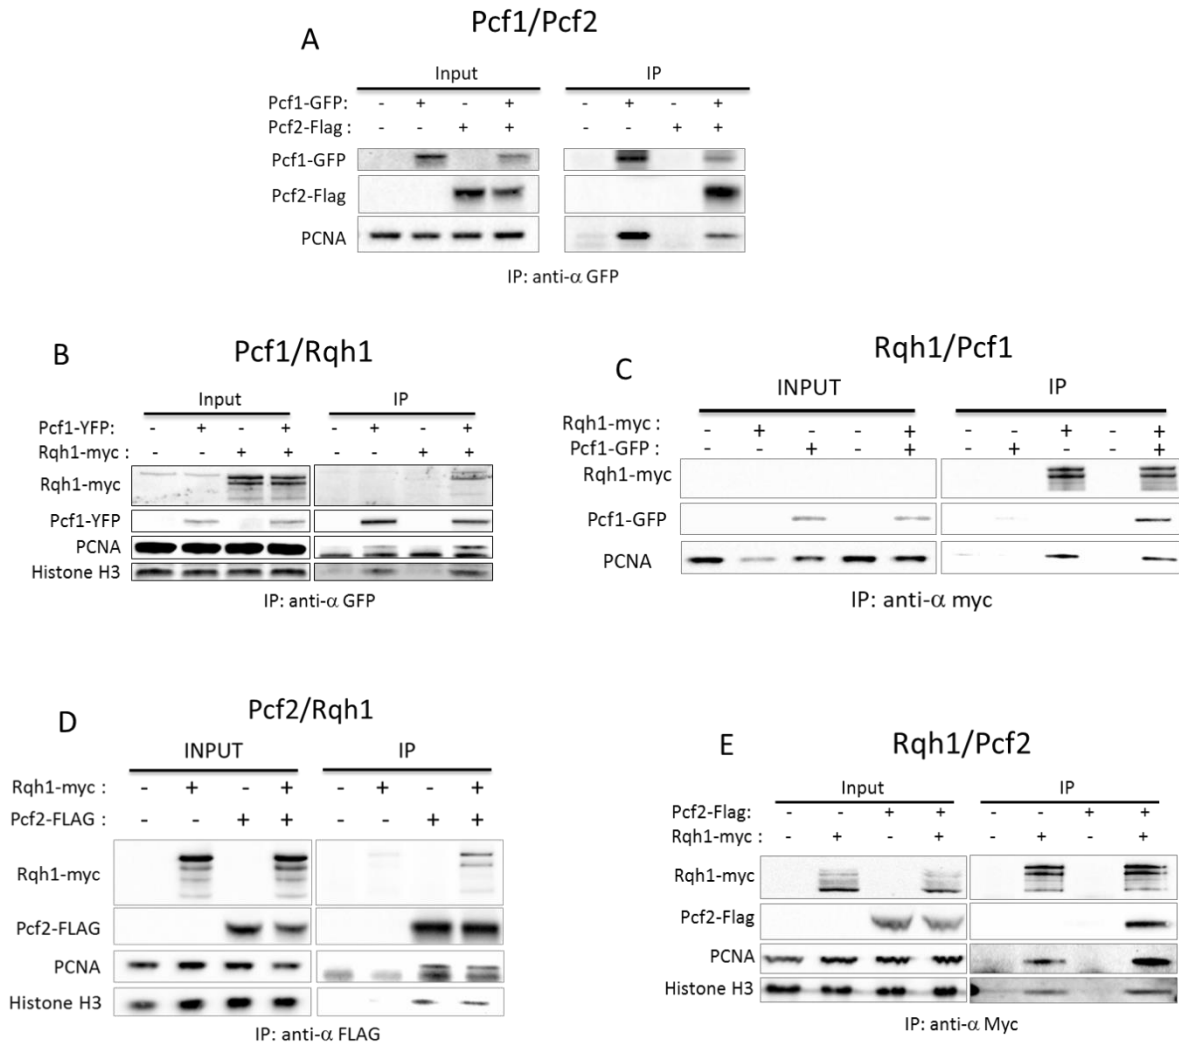 Pcf1/Pcf2
A
Input IP
Pcf1-GFP: - + - + - + - +
Pcf2-Flag : - - + + - - + +
Pcf1-GFP
Pcf2-Flag
PCNA
IP: anti-α GFP
B Pcf1/Rqh1
Input IP
Pcf1-YFP: - + - + - + - +
Rqh1-myc: - - + + - - + +
Rqh1-myc
Pcf1-YFP
PCNA
Histone H3
IP: anti-α GFP
Rqh1/Pcf1
C
INPUT IP
Rqh1-myc : - + - - + - - + - +
Pcf1-GFP : - - + - + - + - - +
Rqh1-myc
Pcf1-GFP
PCNA
IP: anti-α myc
D Pcf2/Rqh1
INPUT IP
Rqh1-myc : - + - + - + - +
Pcf2-FLAG : - - + + - - + +
Rqh1-myc
Pcf2-FLAG
PCNA
Histone H3
IP: anti-α FLAG
E Rqh1/Pcf2
Input IP
Pcf2-Flag: - - + + - - + +
Rqh1-myc : - + - + - + - +
Rqh1-myc
Pcf2-Flag
PCNA
Histone H3
IP: anti-α Myc